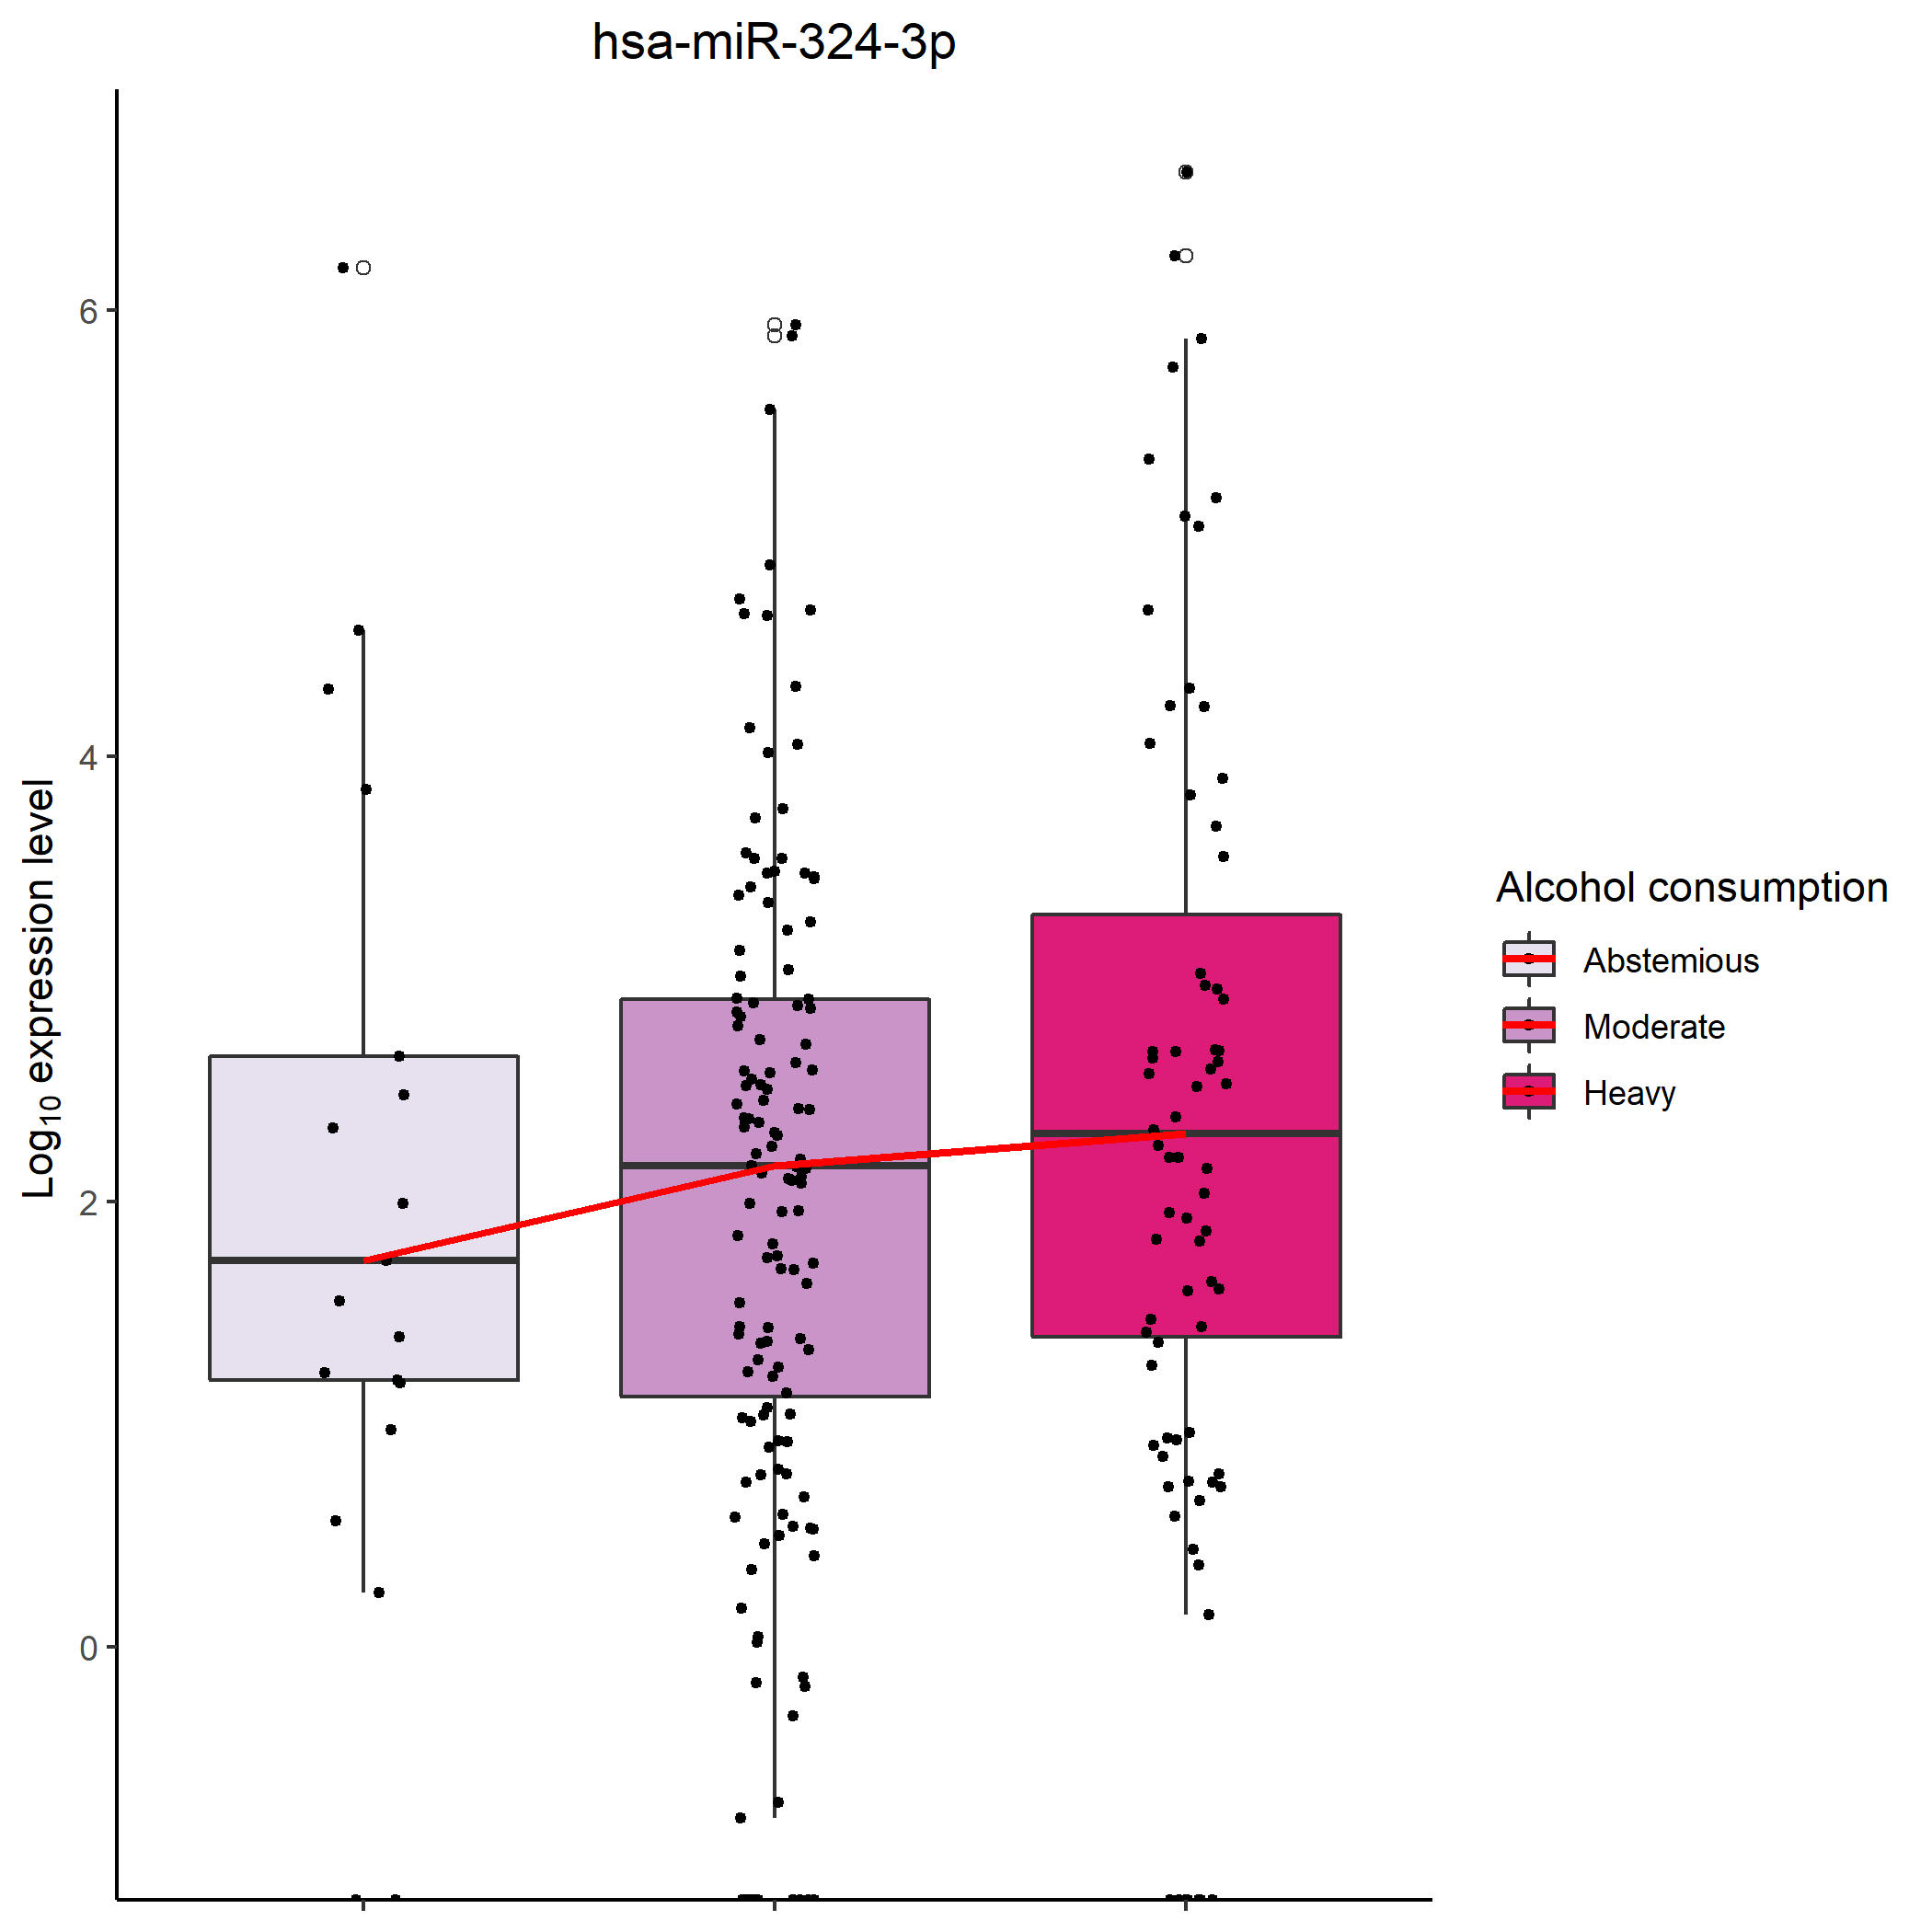 hsa-miR-324-3p
Log10 expression level
6
4
2
0
Alcohol consumption
Abstemious
Moderate
Heavy